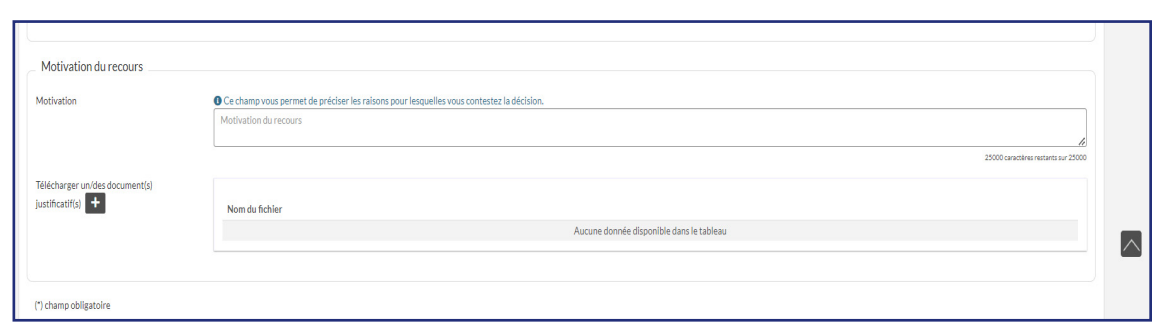 Motivation du recours
Motivation
Ce champ vous permet de préciser les raisons pour lesquelles vous contestez la décision.
Motivation du recours
25000 caractères restants sur 25000
Télécharger un/des document(s)
justificatif(s) +
Nom du fichier
Aucune donnée disponible dans le tableau
(*) champ obligatoire